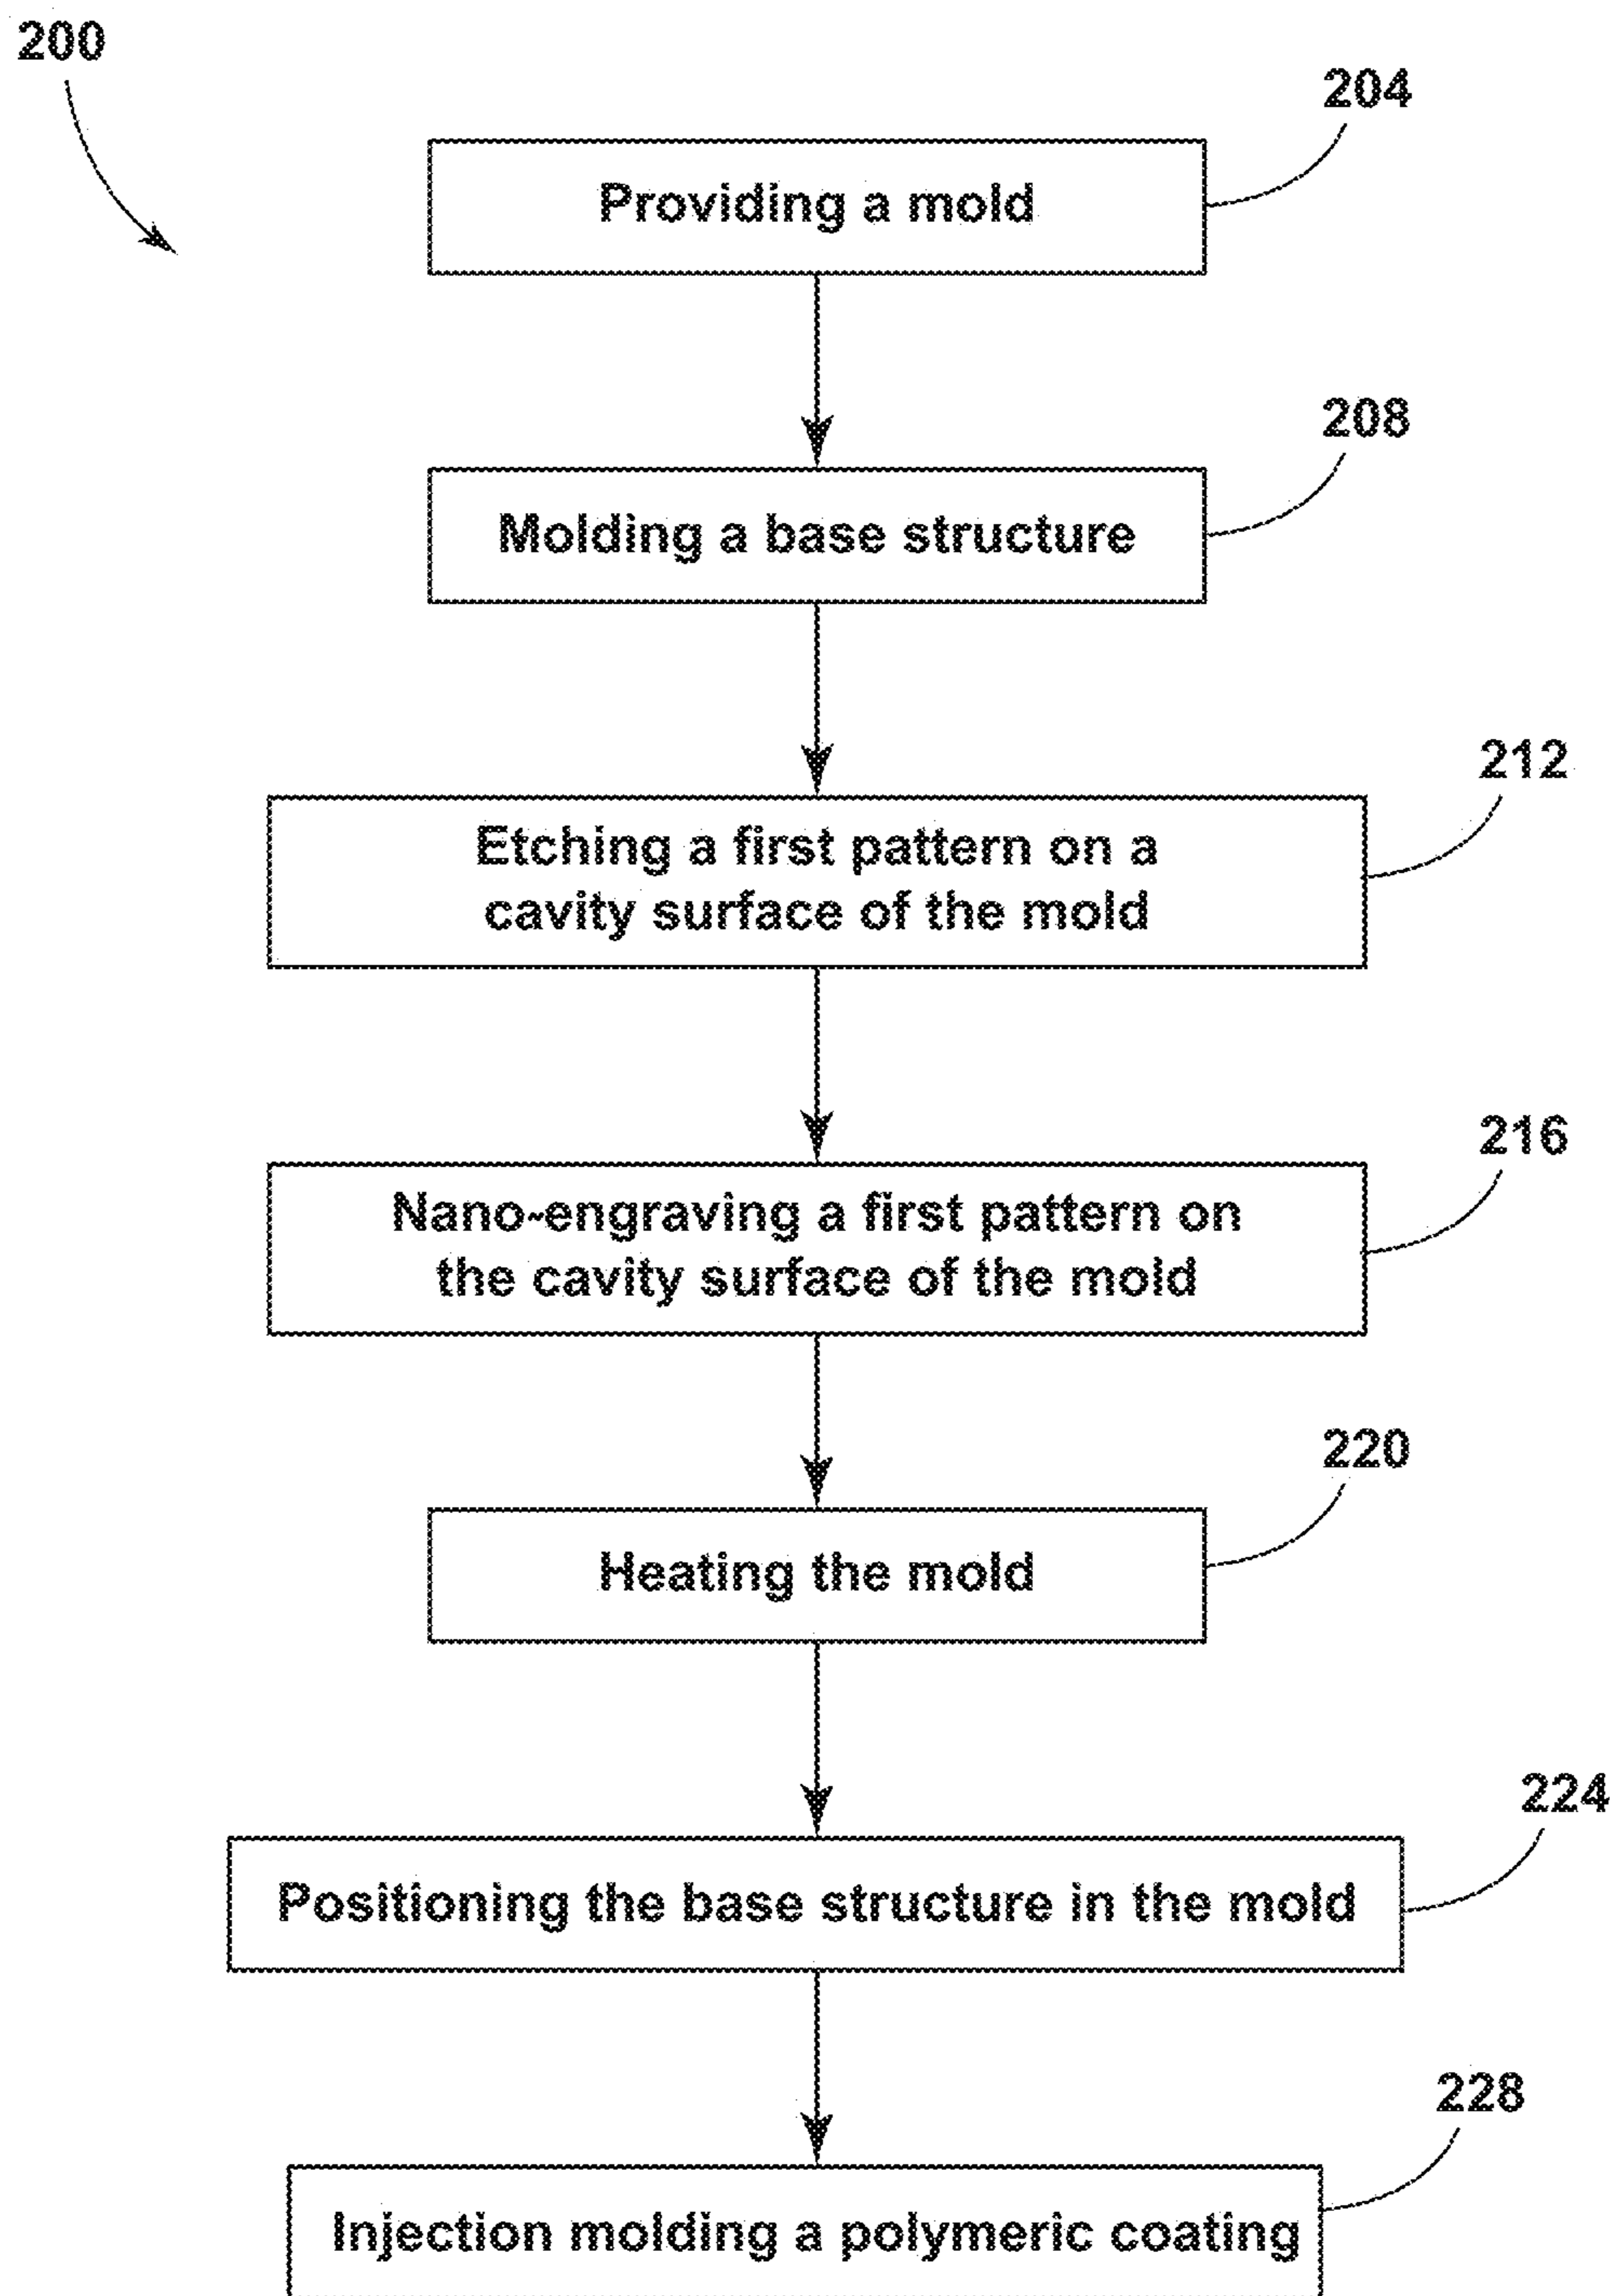 200
204
Providing a mold
208
Molding a base structure
212
Etching a first pattern on a
cavity surface of the mold
216
Nano-engraving a first pattern on
the cavity surface of the mold
220
Heating the mold
224
Positioning the base structure in the mold
228
Injection molding a polymeric coating